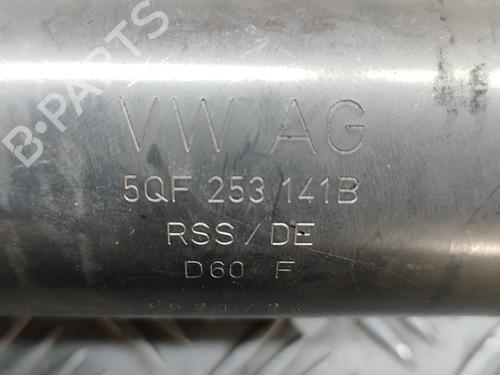 B-PARTS
VW AG
5QF 253 141B
RSS/DE
D60 F